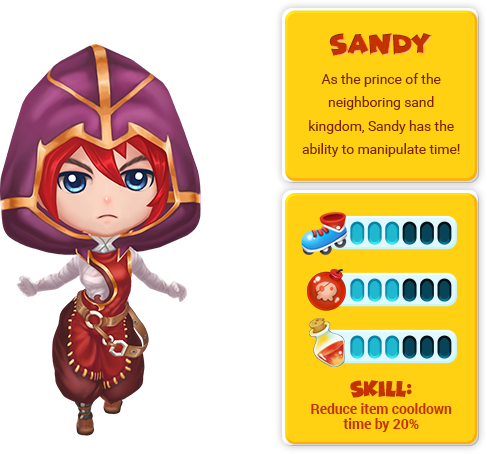 SANDY
As the prince of the
neighboring sand
kingdom, Sandy has the
ability to manipulate time!
SKILL:
Reduce item cooldown
time by 20%